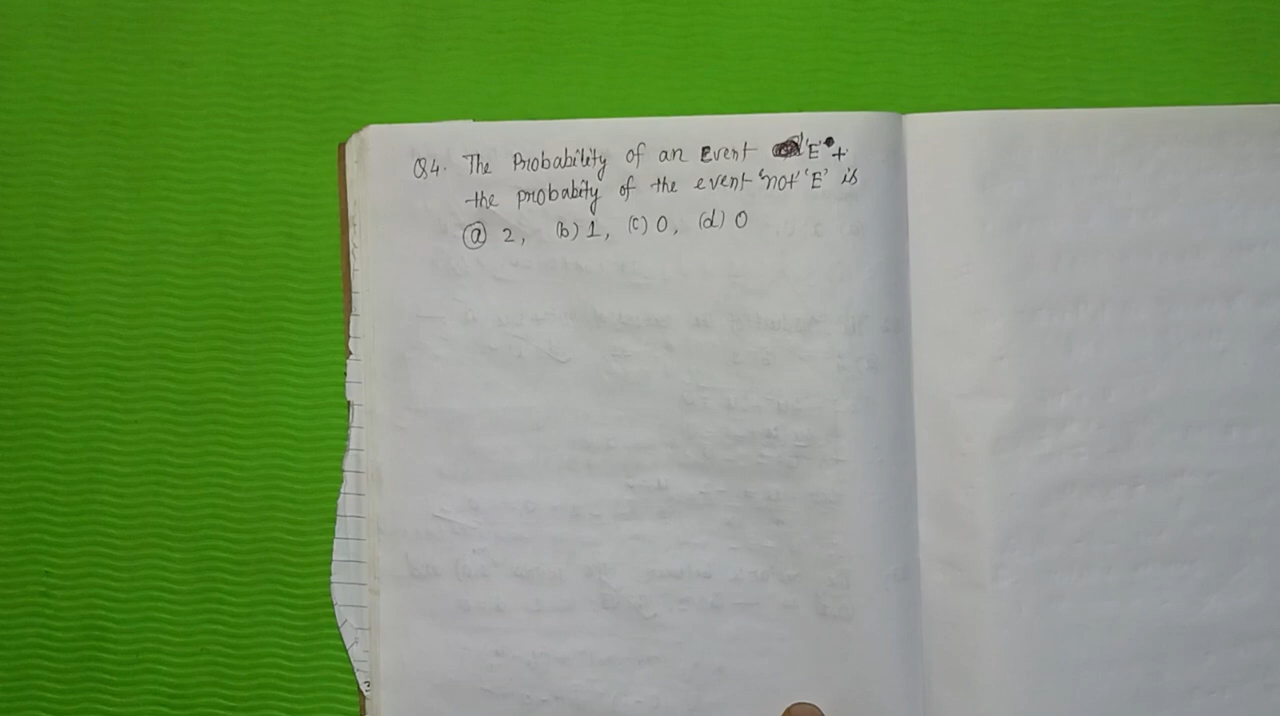 Q4. The Probability of an Event 'E' +
the probabity of the event 'not 'E' is
(a) 2, (b) 1, (c) 0, (d) 0